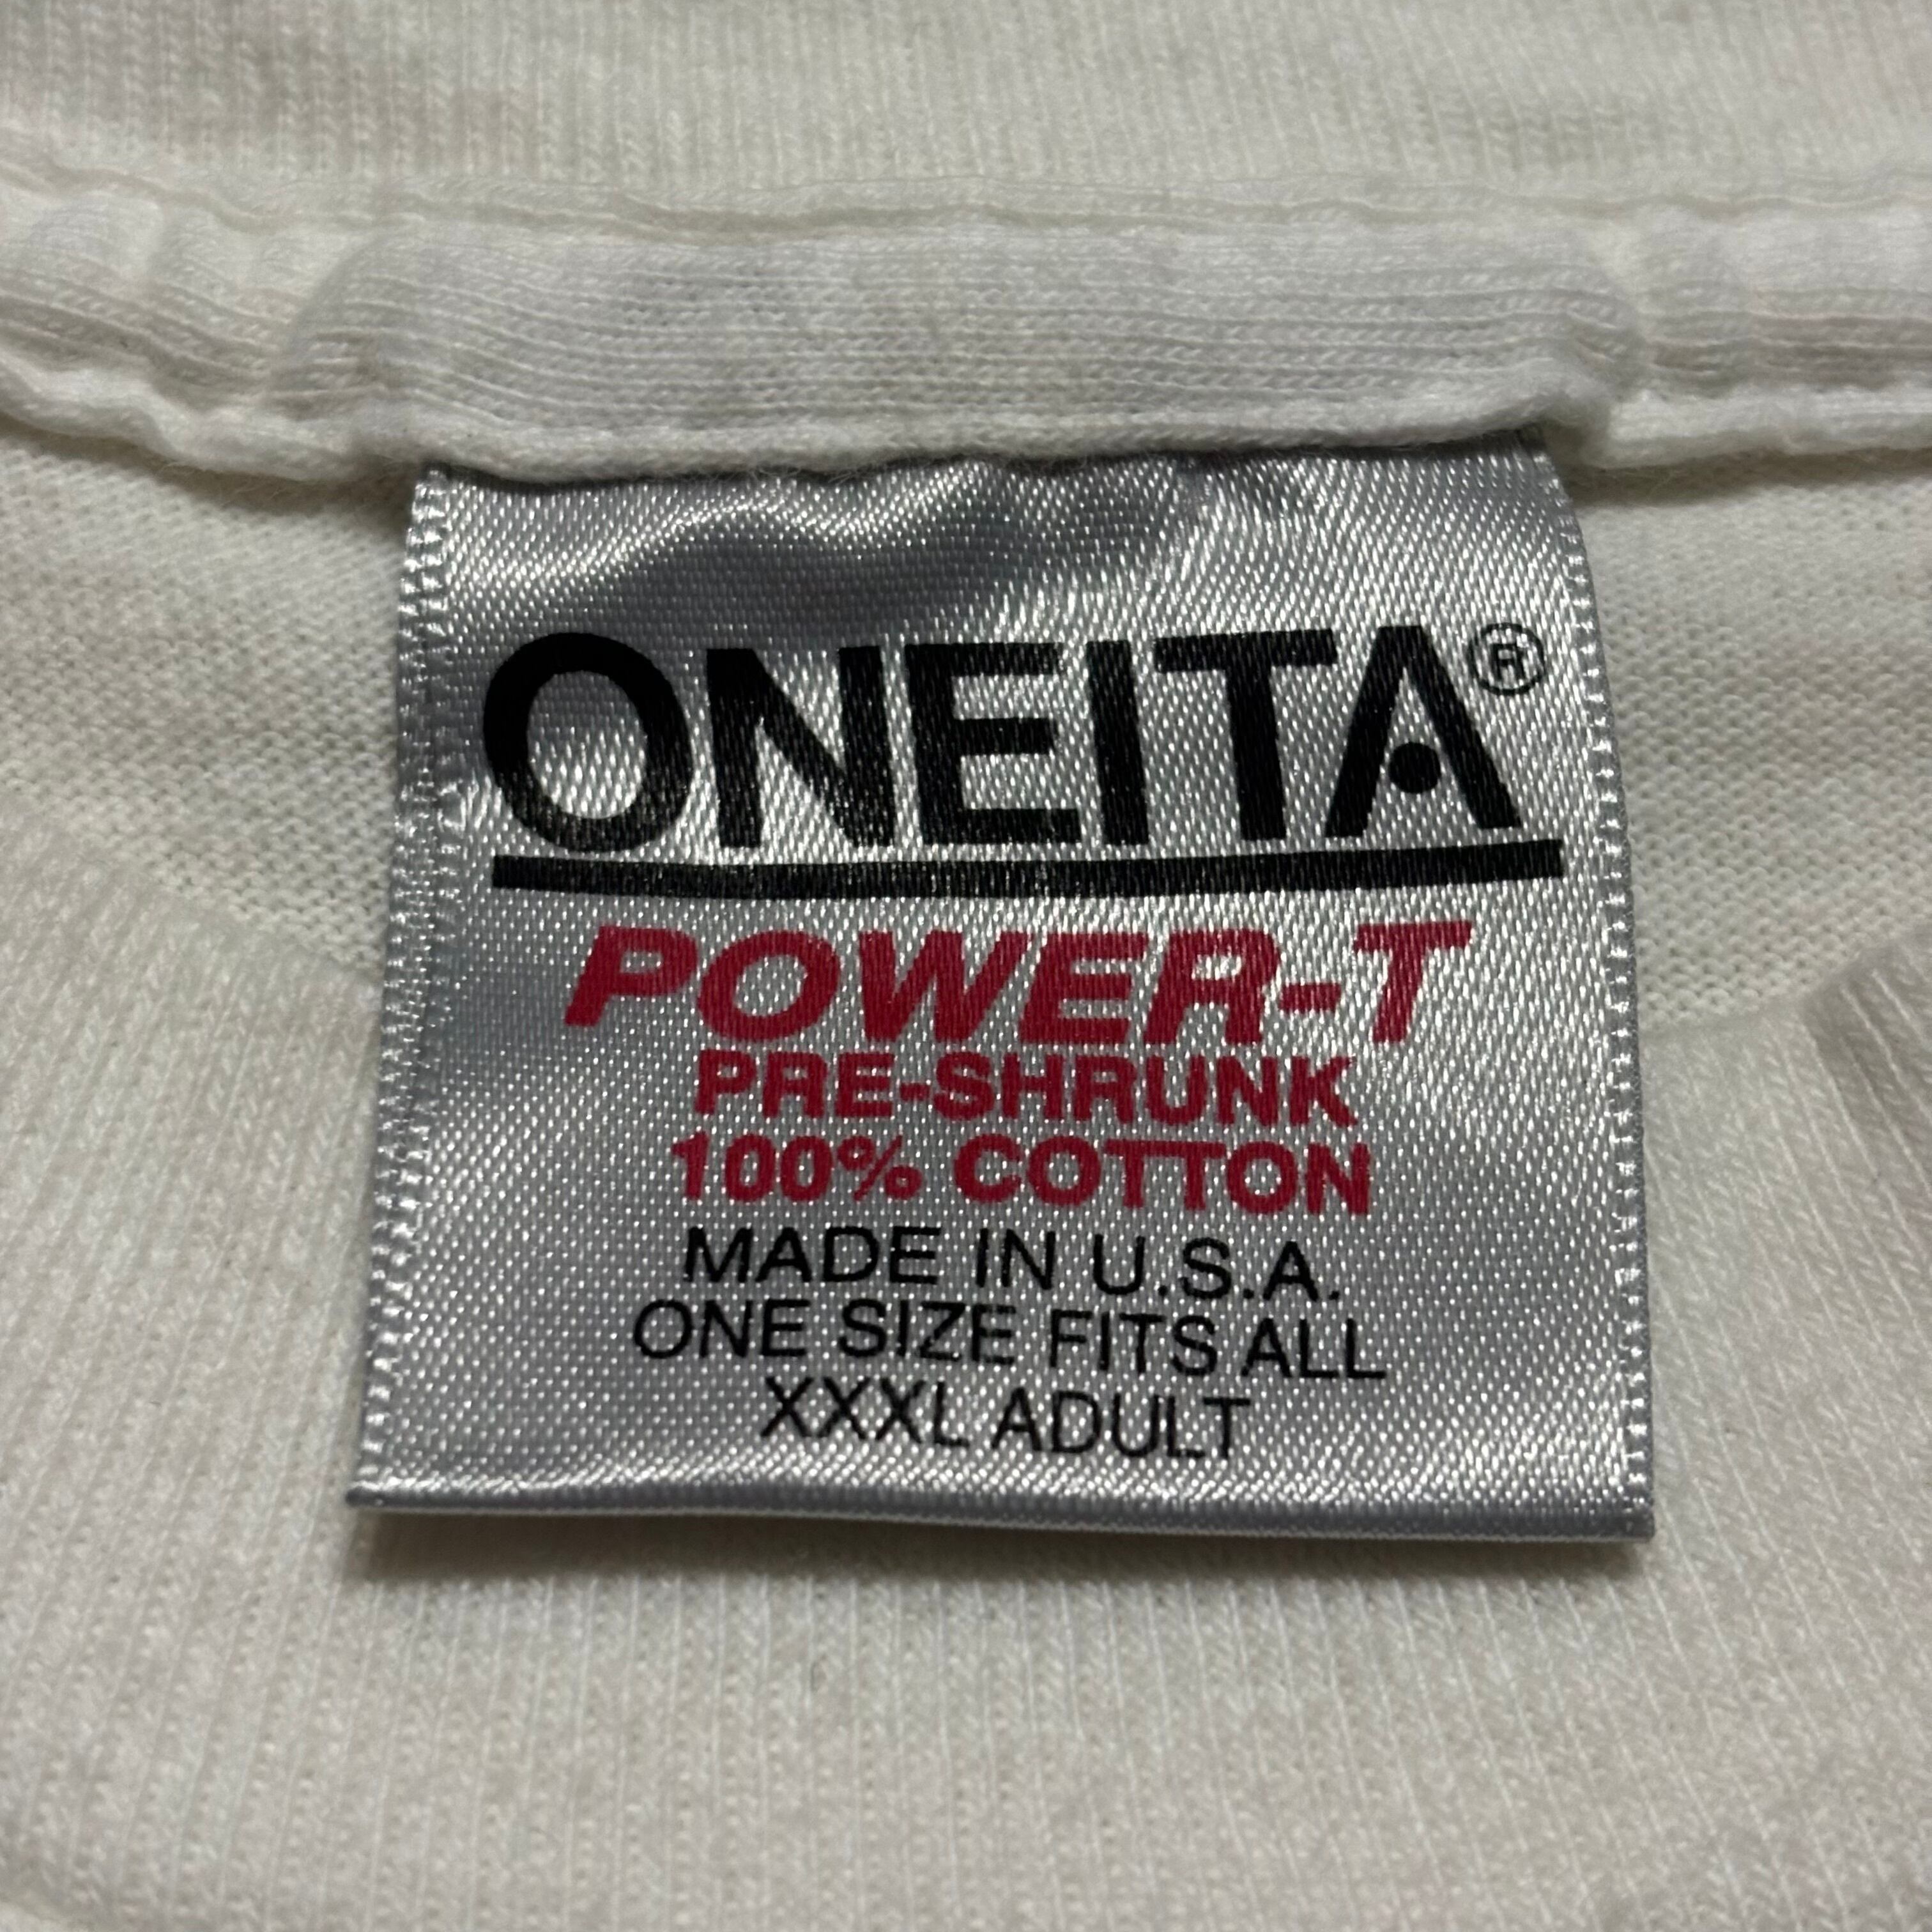 ONEITA®
POWER-T
PRE-SHRUNK
100% COTTON
MADE IN U.S.A.
ONE SIZE FITS ALL
XXXL ADULT